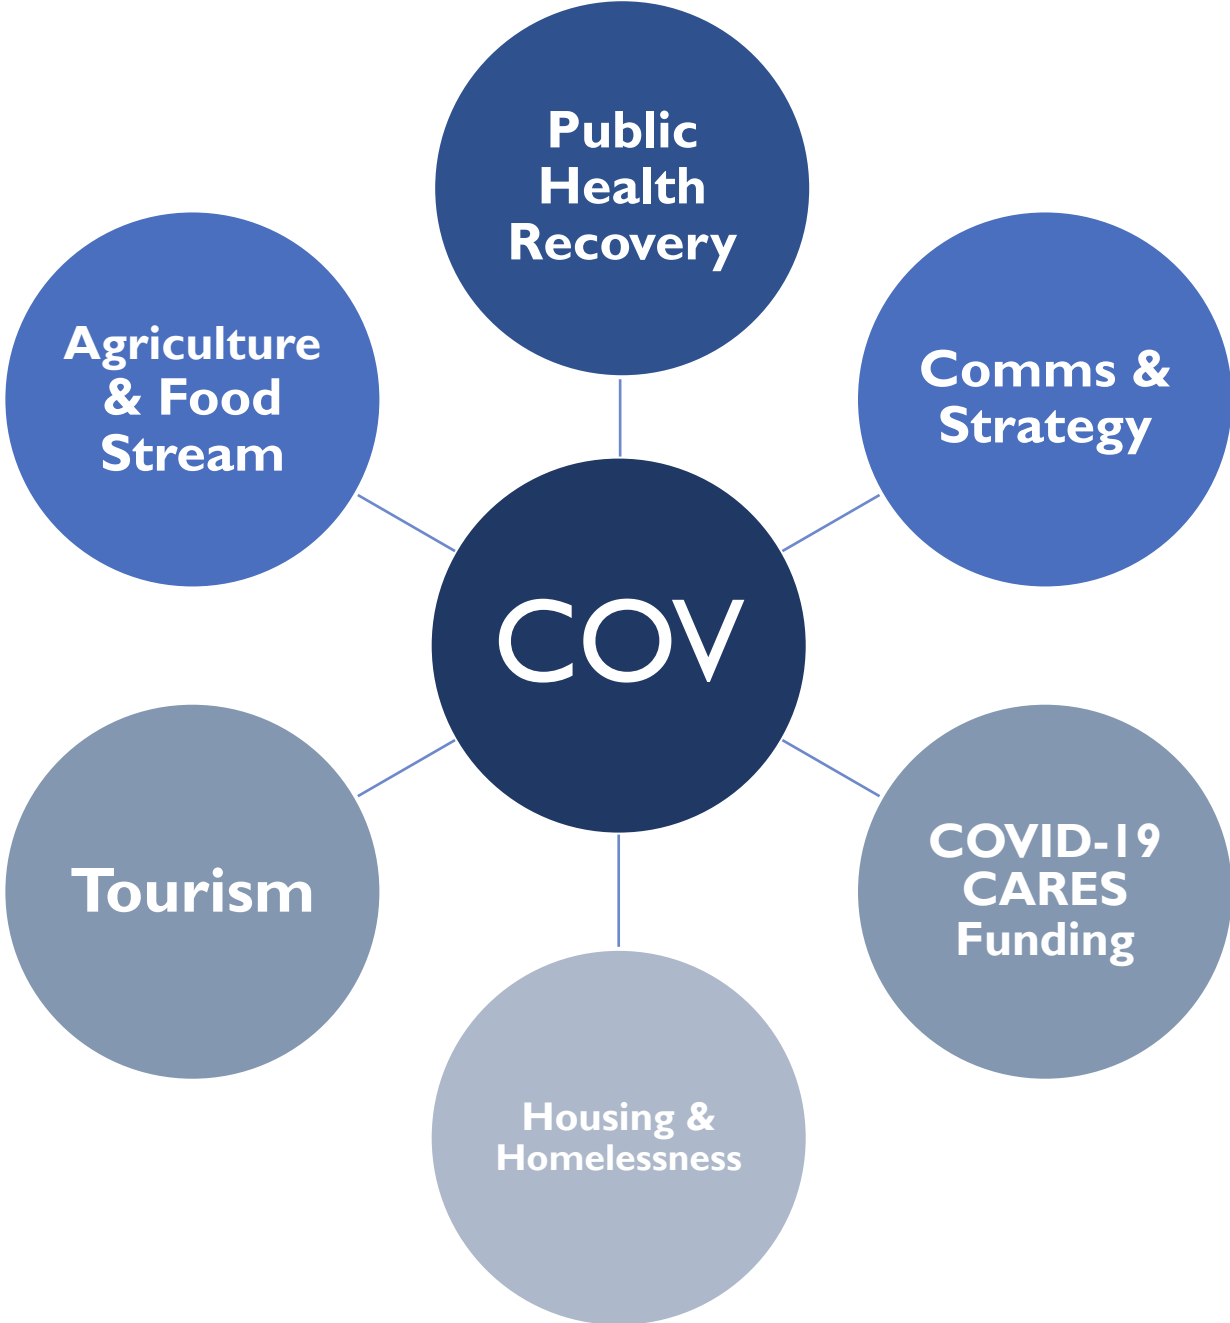 Public
Health
Recovery
Agriculture
& Food
Stream
Comms &
Strategy
COV
Tourism
COVID-19
CARES
Funding
Housing &
Homelessness